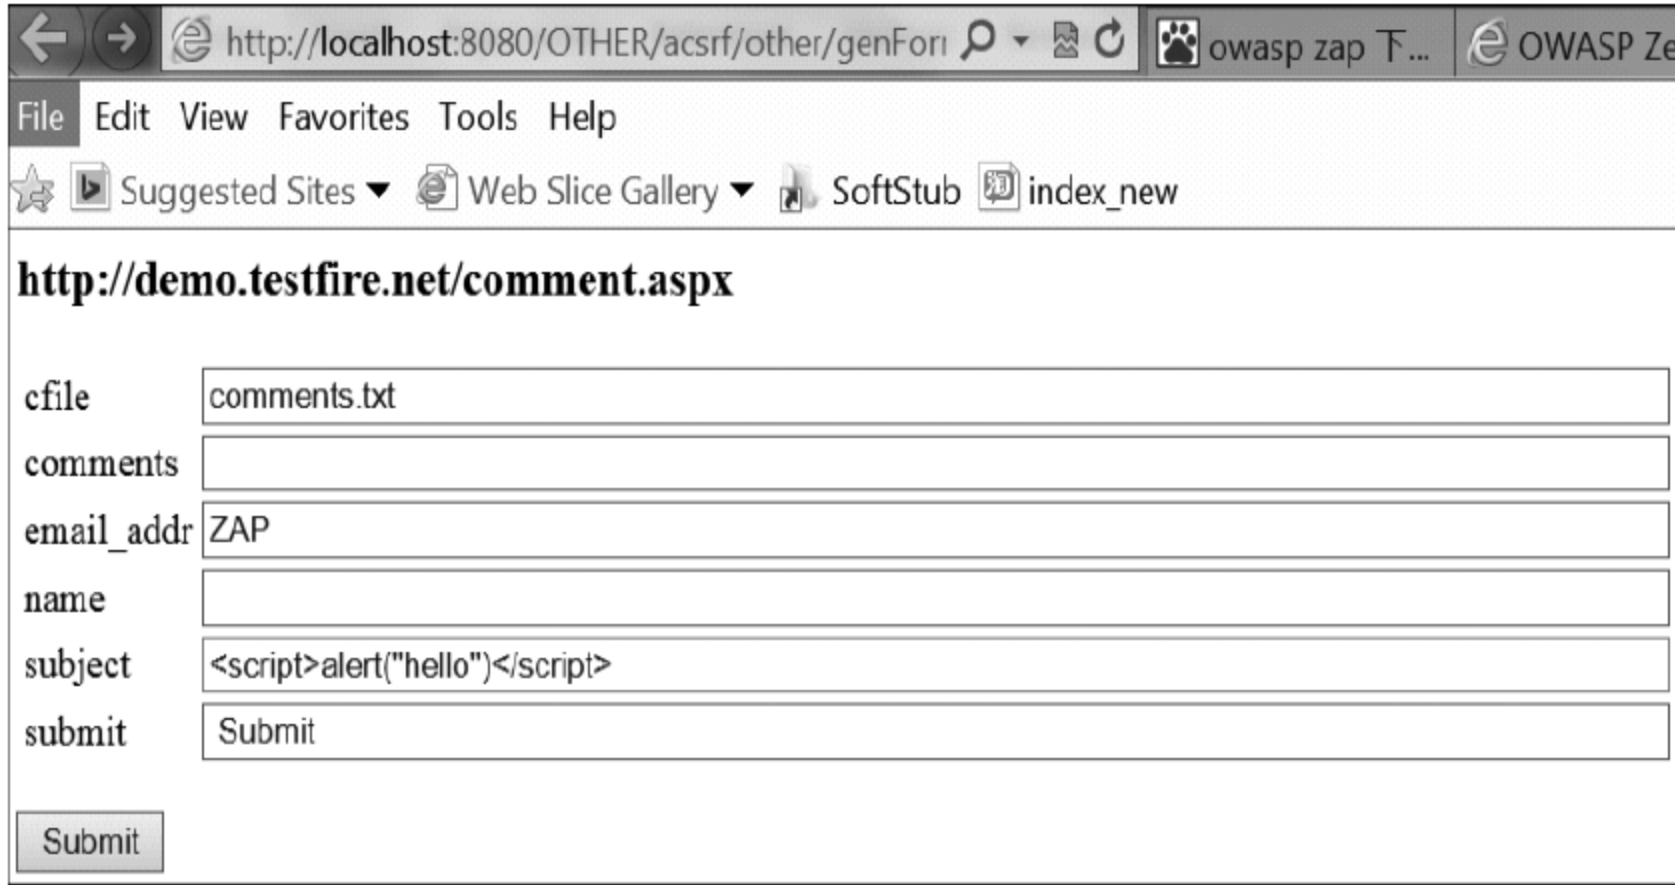 http://localhost:8080/OTHER/acsrf/other/genForm owasp zap 下... OWASP Ze
File Edit View Favorites Tools Help
Suggested Sites Web Slice Gallery SoftStub index_new
http://demo.testfire.net/comment.aspx
cfile comments.txt
comments
email_addr ZAP
name
subject <script>alert("hello")</script>
submit Submit
Submit